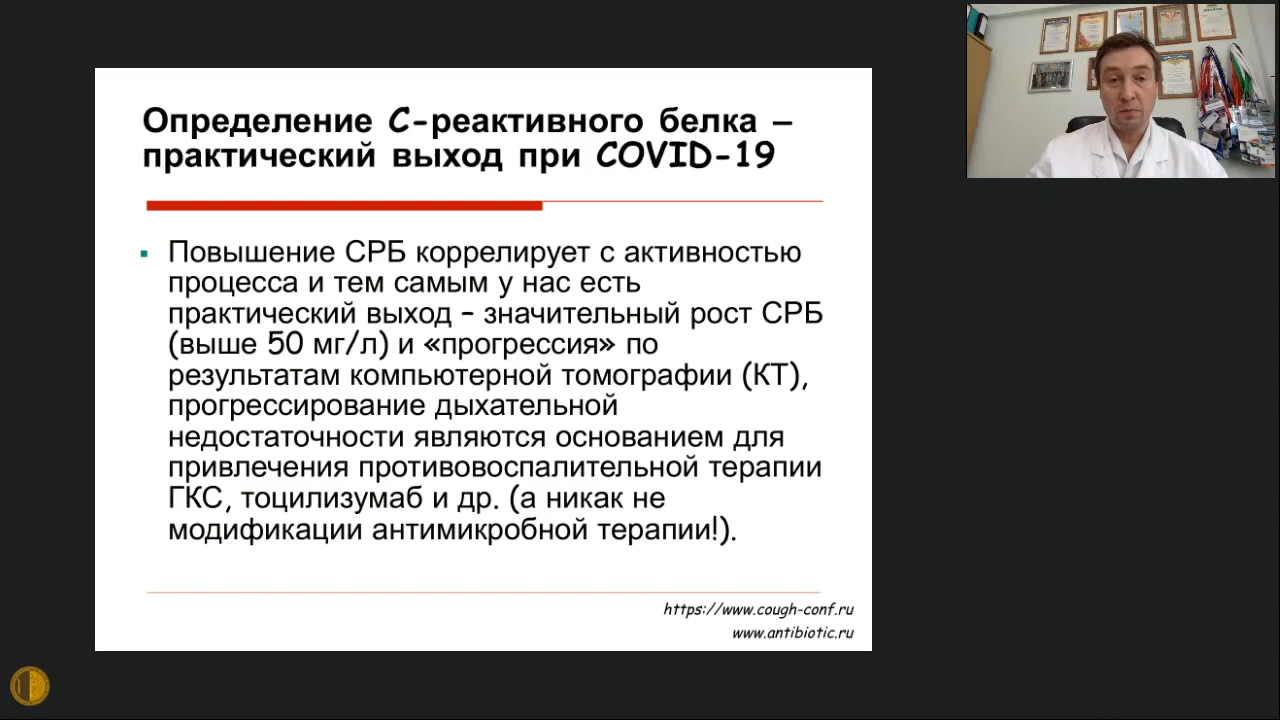 Определение С-реактивного белка –
практический выход при COVID-19
▪ Повышение СРБ коррелирует с активностью
процесса и тем самым у нас есть
практический выход – значительный рост СРБ
(выше 50 мг/л) и «прогрессия» по
результатам компьютерной томографии (КТ),
прогрессирование дыхательной
недостаточности являются основанием для
привлечения противовоспалительной терапии
ГКС, тоцилизумаб и др. (а никак не
модификации антимикробной терапии!).
https://www.cough-conf.ru
www.antibiotic.ru